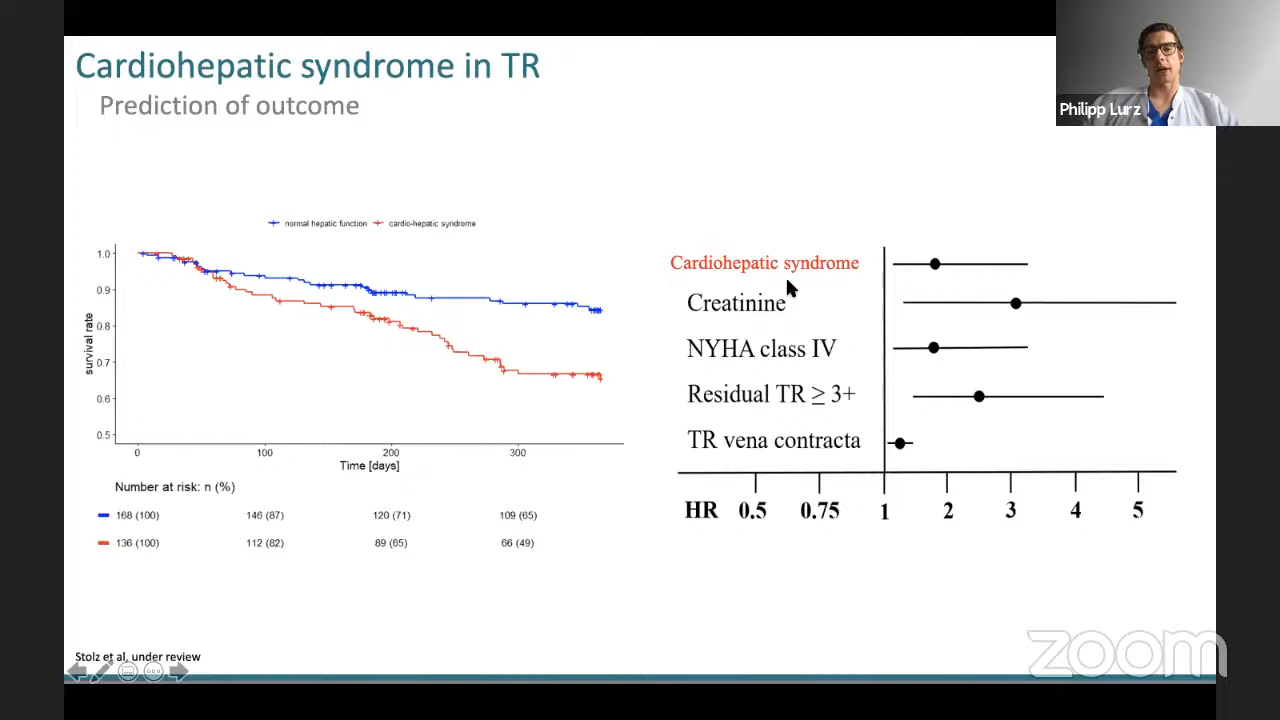 Cardiohepatic syndrome in TR
Prediction of outcome
Philipp Lurz
normal hepatic function cardio-hepatic syndrome
1.0
0.9
0.8
0.7
0.6
0.5
survival rate
0 100 200 300
Time [days]
Number at risk: n (%)
168 (100) 146 (87) 120 (71) 109 (65)
136 (100) 112 (82) 89 (65) 66 (49)
Cardiohepatic syndrome
Creatinine
NYHA class IV
Residual TR ≥ 3+
TR vena contracta
HR 0.5 0.75 1 2 3 4 5
Stolz et al, under review
zoom